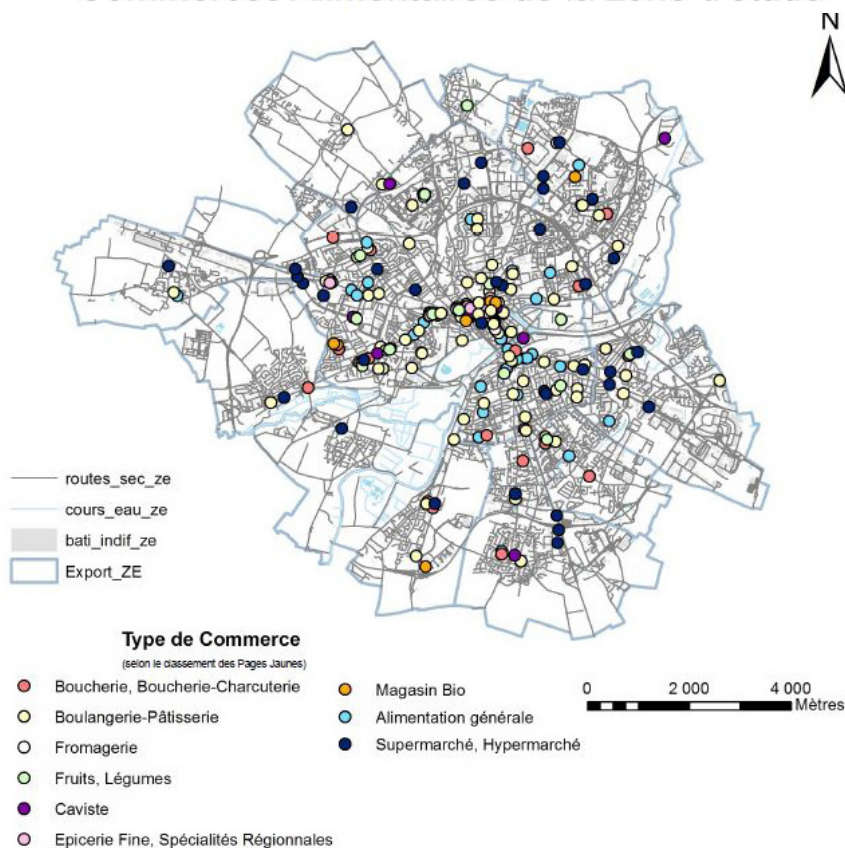 N
routes_sec_ze
cours_eau_ze
bati_indif_ze
Export_ZE
Type de Commerce
(selon le classement des Pages Jaunes)
Boucherie, Boucherie-Charcuterie
Boulangerie-Pâtisserie
Fromagerie
Fruits, Légumes
Caviste
Epicerie Fine, Spécialités Régionnales
Magasin Bio
Alimentation générale
Supermarché, Hypermarché
0 2 000 4 000
Mètres